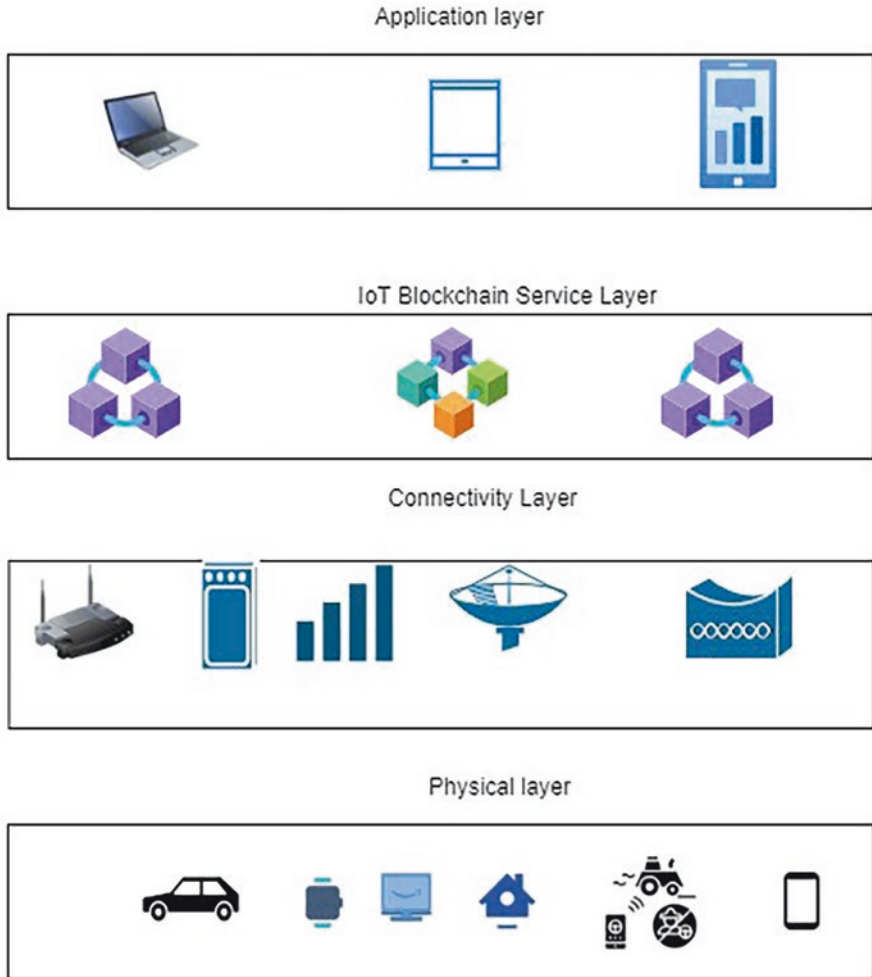 Application layer
IoT Blockchain Service Layer
Connectivity Layer
Physical layer